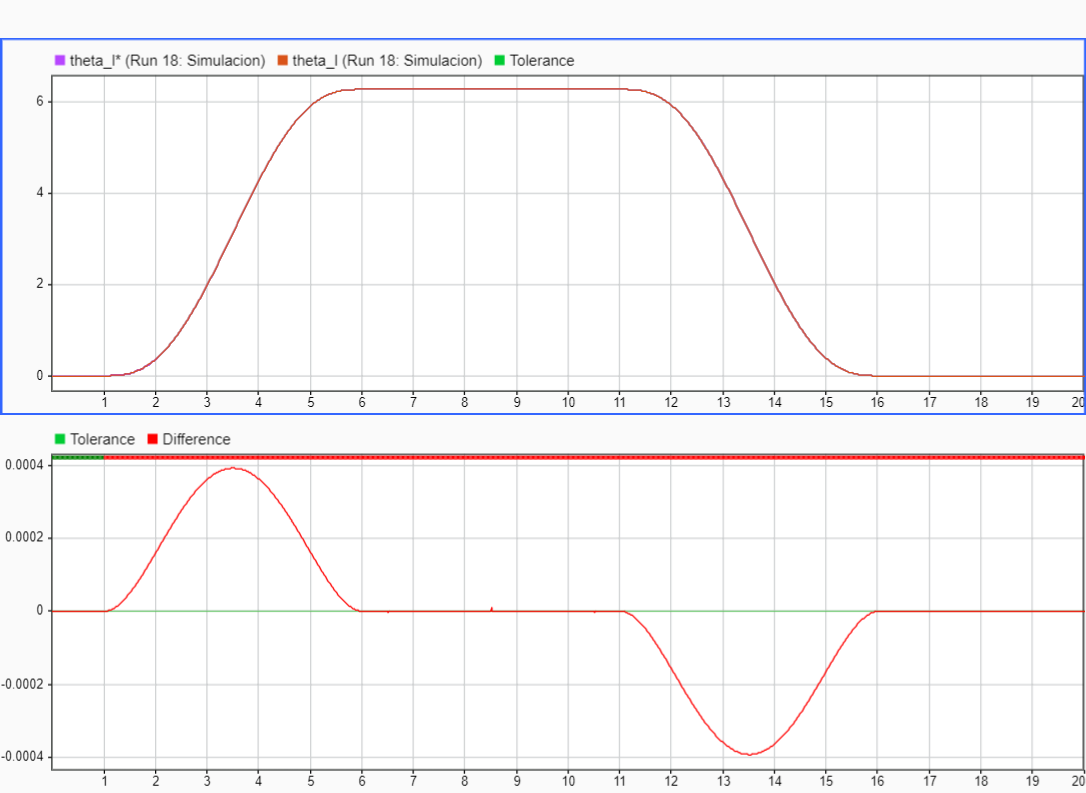 theta_l* (Run 18: Simulacion) theta_l (Run 18: Simulacion) Tolerance
6
4
2
0
1 2 3 4 5 6 7 8 9 10 11 12 13 14 15 16 17 18 19 20
Tolerance Difference
0.0004
0.0002
0
-0.0002
-0.0004
1 2 3 4 5 6 7 8 9 10 11 12 13 14 15 16 17 18 19 20